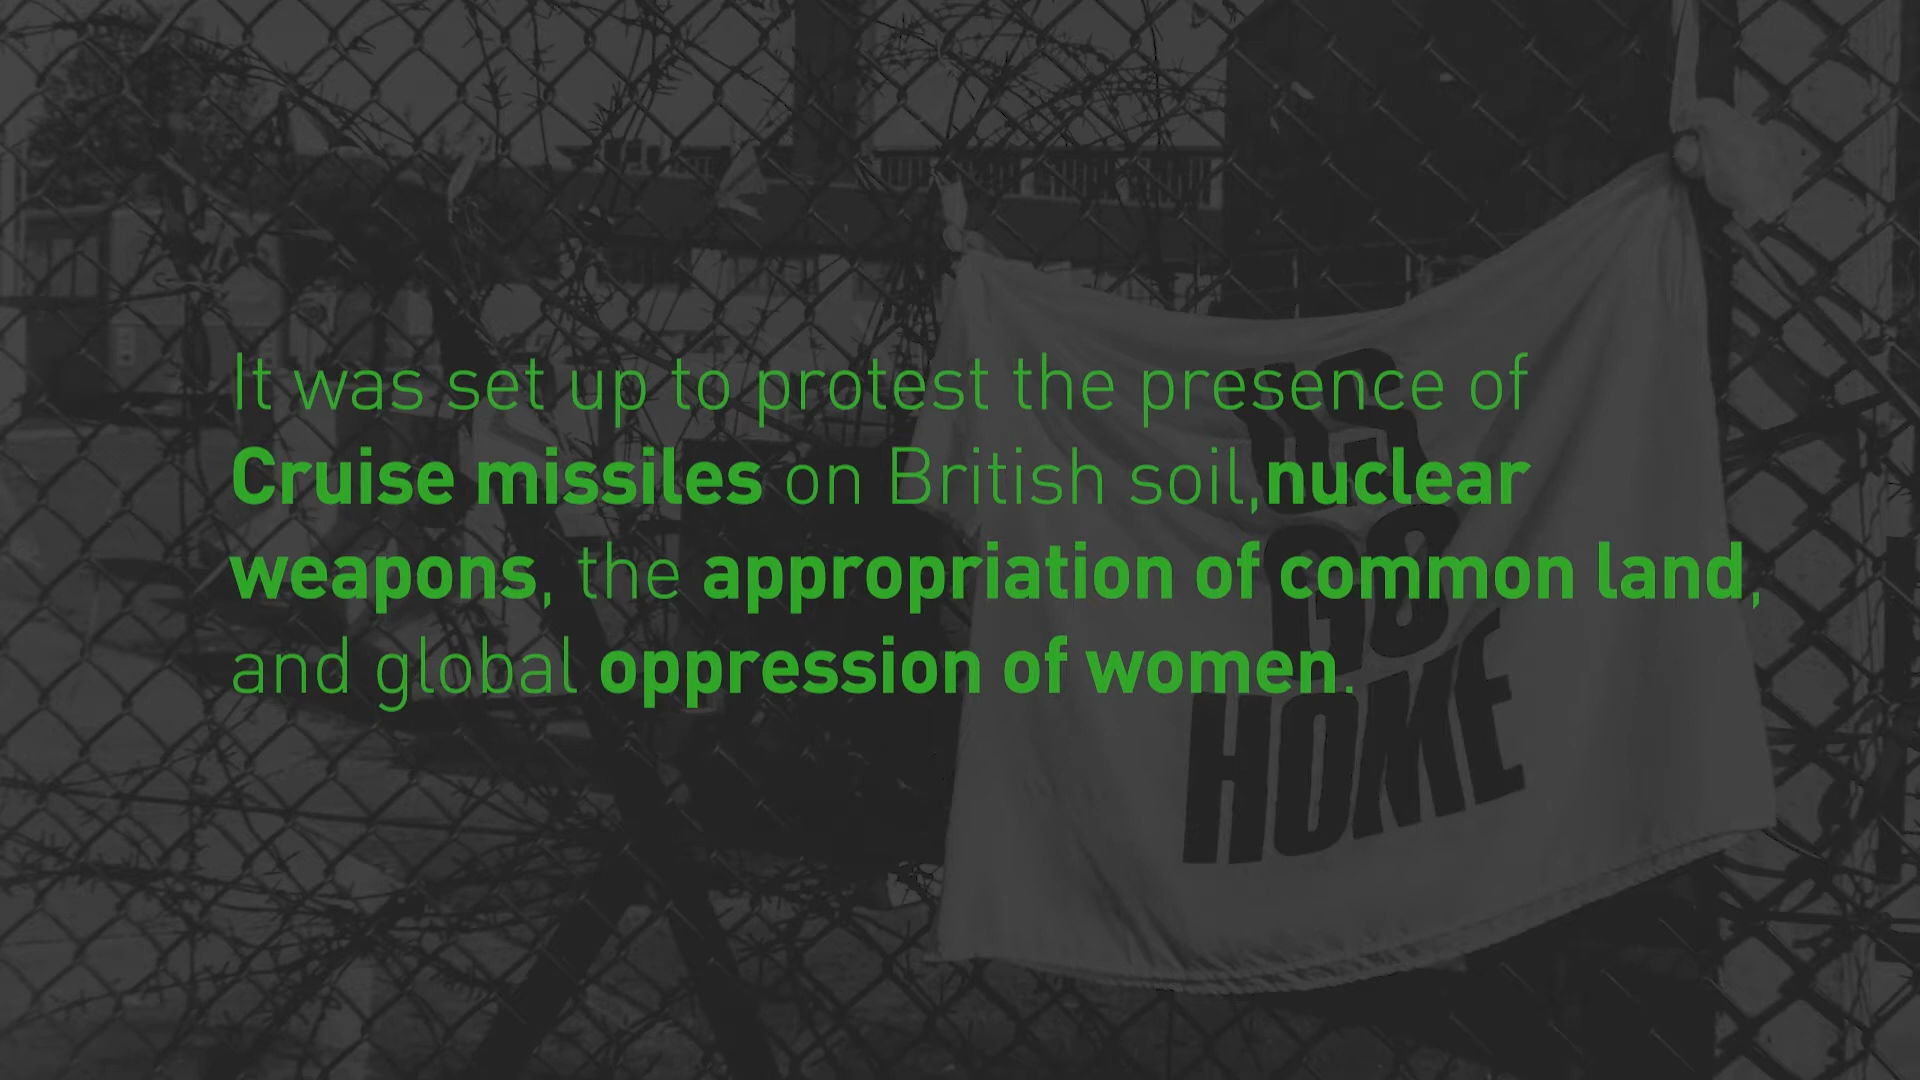 It was set up to protest the presence of
Cruise missiles on British soil,nuclear
weapons, the appropriation of common land,
and global oppression of women.
GO
HOME